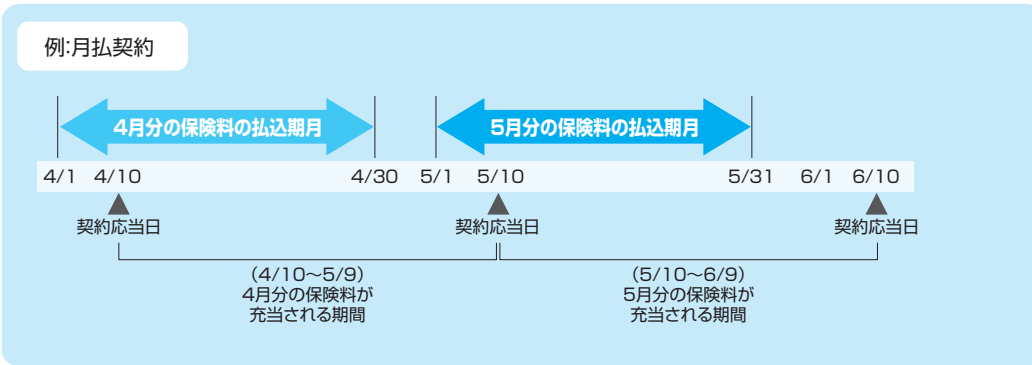 例:月払契約
4月分の保険料の払込期月
5月分の保険料の払込期月
4/1 4/10 4/30 5/1 5/10 5/31 6/1 6/10
契約応当日 契約応当日 契約応当日
(4/10〜5/9)
4月分の保険料が
充当される期間
(5/10〜6/9)
5月分の保険料が
充当される期間